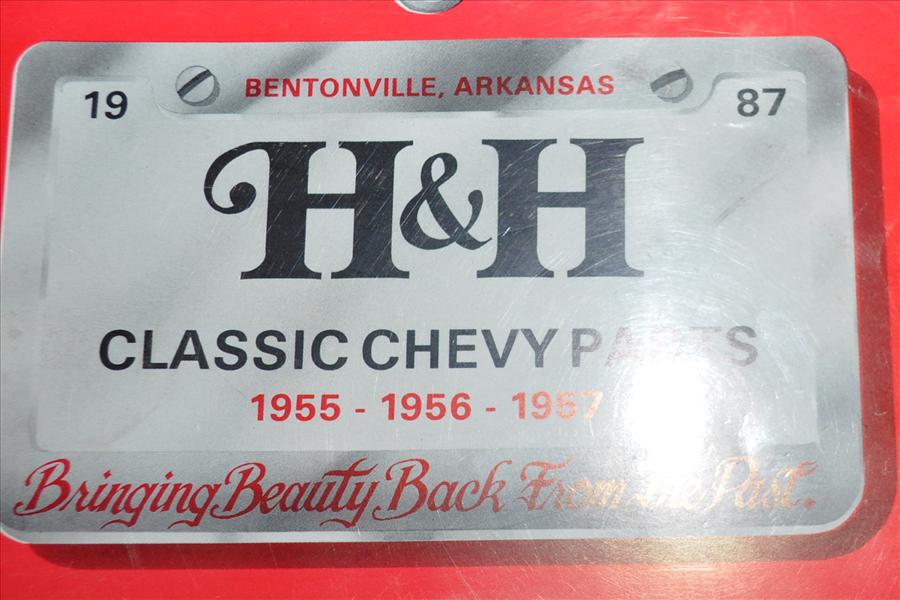 19 BENTONVILLE, ARKANSAS 87
H&H
CLASSIC CHEVY PARTS
1955 - 1956 - 1957
Bringing Beauty Back From the Past.